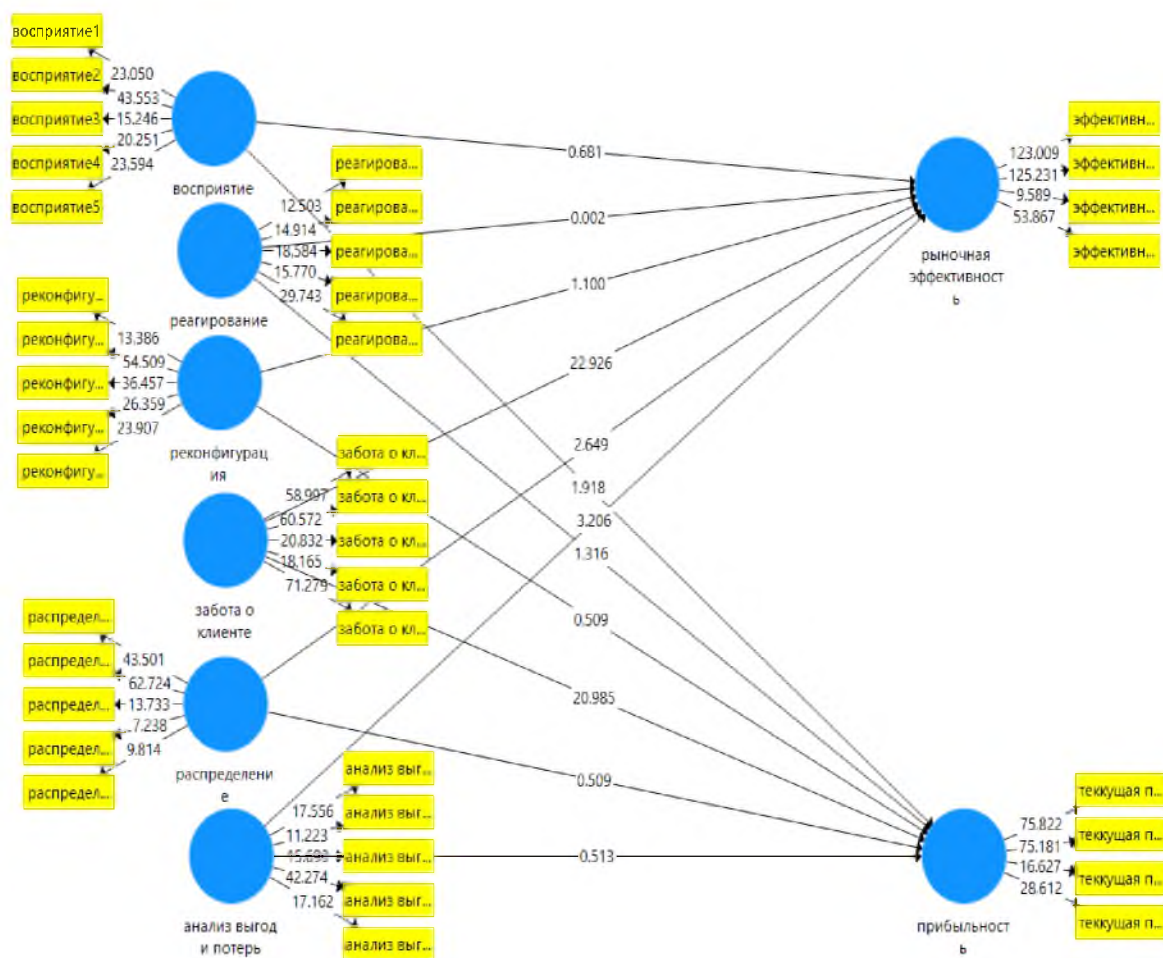 восприятие1
восприятие2
восприятие3
восприятие4
восприятие5
23.050
43.553
15.246
20.251
23.594
восприятие
реагирова...
реагирова...
реагирова...
реагирова...
реагирова...
12.503
14.914
18.584
15.770
29.743
реагирование
реконфигу...
реконфигу...
реконфигу...
реконфигу...
реконфигу...
13.386
54.509
36.457
26.359
23.907
реконфигурац
ия
забота о кл...
забота о кл...
забота о кл...
забота о кл...
забота о кл...
58.997
60.572
20.832
18.165
71.279
забота о
клиенте
распредел...
распредел...
распредел...
распредел...
распредел...
43.501
62.724
13.733
7.238
9.814
распределени
е
анализ выг...
анализ выг...
анализ выг...
анализ выг...
анализ выг...
17.556
11.223
15.698
42.274
17.162
анализ выгод
и потерь
0.681
0.002
1.100
22.926
2.649
1.918
3.206
1.316
0.509
20.985
0.509
0.513
эффективн...
эффективн...
эффективн...
эффективн...
123.009
125.231
9.589
53.867
рыночная
эффективност
ь
теккущая п...
теккущая п...
теккущая п...
теккущая п...
75.822
75.181
16.627
28.612
прибыльност
ь